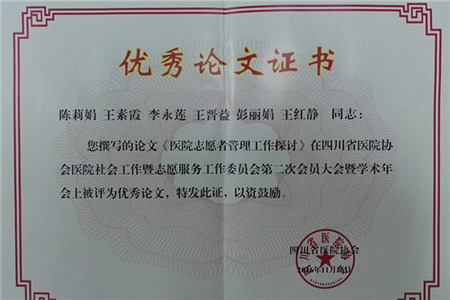 优秀论文证书
陈莉娟 王素霞 李永莲 王晋益 彭丽娟 王红静 同志：
您撰写的论文《医院志愿者管理工作探讨》在四川省医院协
会医院社会工作暨志愿服务工作委员会第二次会员大会暨学术年
会上被评为优秀论文，特发此证，以资鼓励。
四川省医院协会